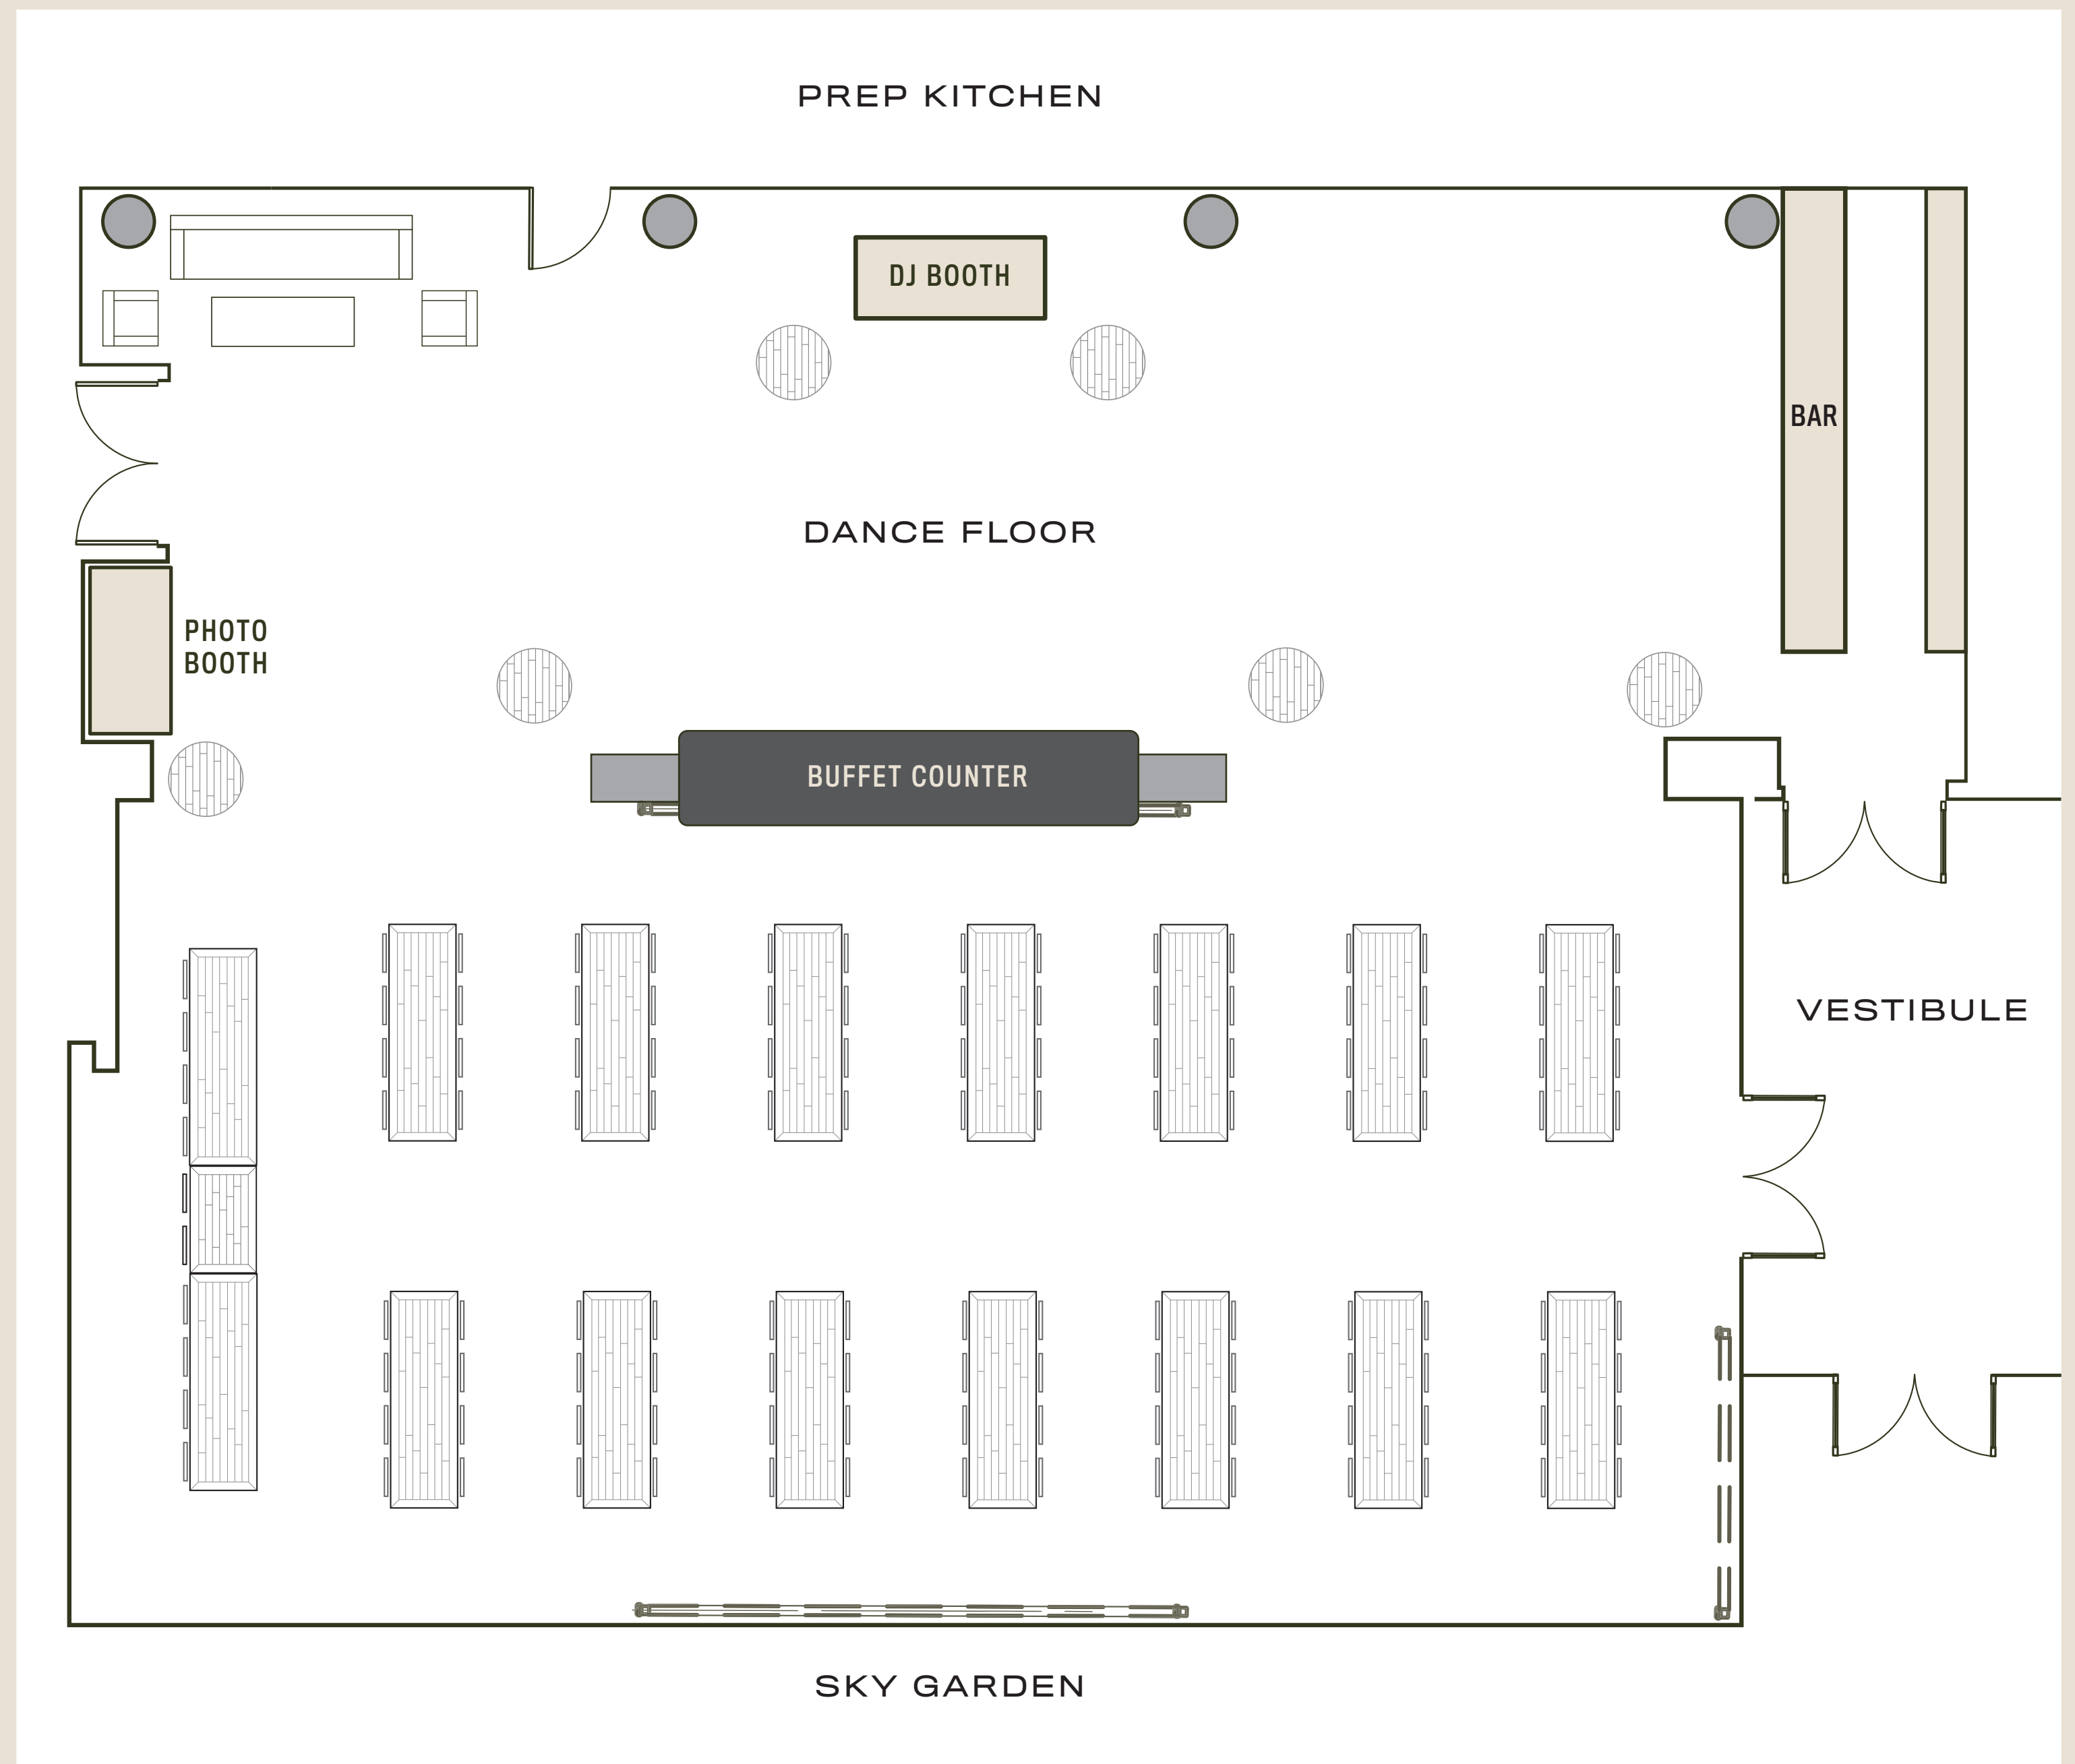 PREP KITCHEN
DJ BOOTH
BAR
DANCE FLOOR
PHOTO
BOOTH
BUFFET COUNTER
VESTIBULE
SKY GARDEN